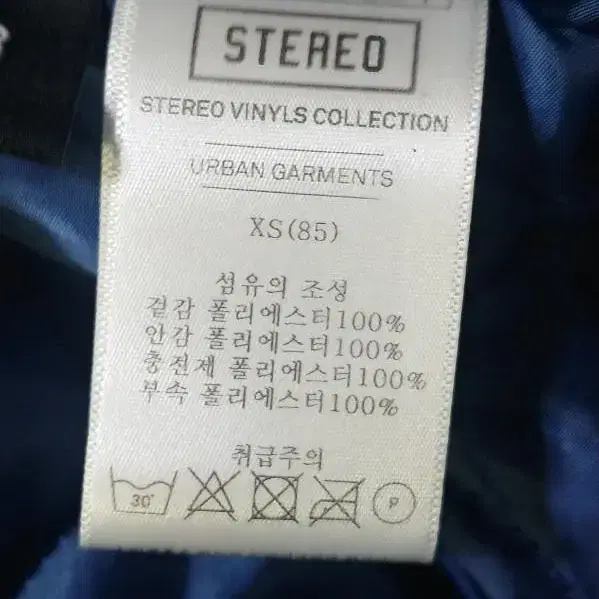 STEREO
STEREO VINYLS COLLECTION
URBAN GARMENTS
XS(85)
섬유의 조성
겉감 폴리에스터100%
안감 폴리에스터100%
충전제 폴리에스터100%
부속 폴리에스터100%
취급주의
30°
P